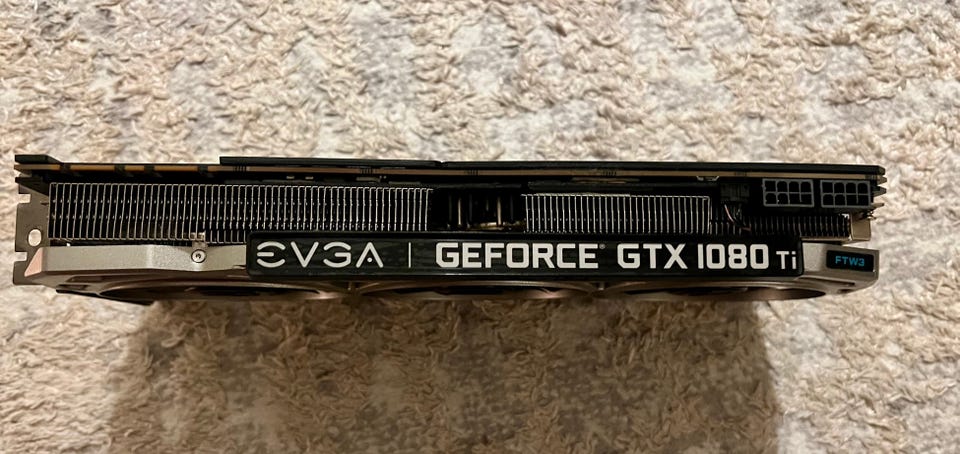 EVGA | GEFORCE® GTX 1080 Ti
FTW3